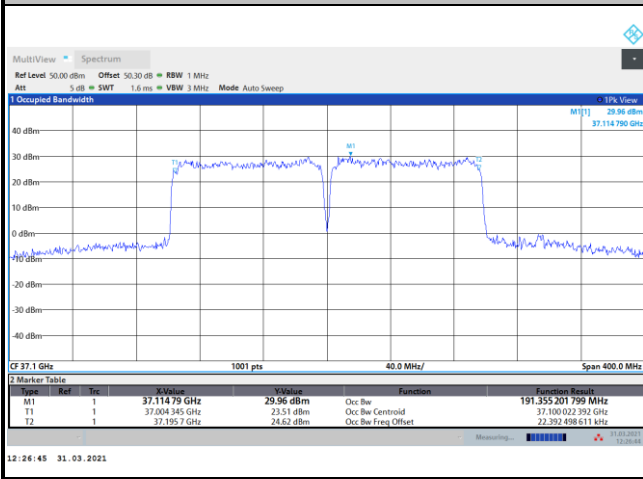 MultiView Spectrum
Ref Level 50.00 dBm Offset 50.30 dB RBW 1 MHz
Att 5 dB SWT 1.6 ms VBW 3 MHz Mode Auto Sweep
1 Occupied Bandwidth 1Pk View
M1[1] 29.96 dBm
37.114 790 GHz
40 dBm
M1
30 dBm
T1
T2
20 dBm
10 dBm
0 dBm
-10 dBm
-20 dBm
-30 dBm
-40 dBm
CF 37.1 GHz 1001 pts 40.0 MHz/ Span 400.0 MHz
2 Marker Table
Type Ref Trc X-Value Y-Value Function Function Result
M1 1 37.114 79 GHz 29.96 dBm Occ Bw 191.355 201 799 MHz
T1 1 37.004 345 GHz 23.51 dBm Occ Bw Centroid 37.100 022 392 GHz
T2 1 37.195 7 GHz 24.62 dBm Occ Bw Freq Offset 22.392 498 611 kHz
Measuring... 31.03.2021
12:26:44
12:26:45 31.03.2021